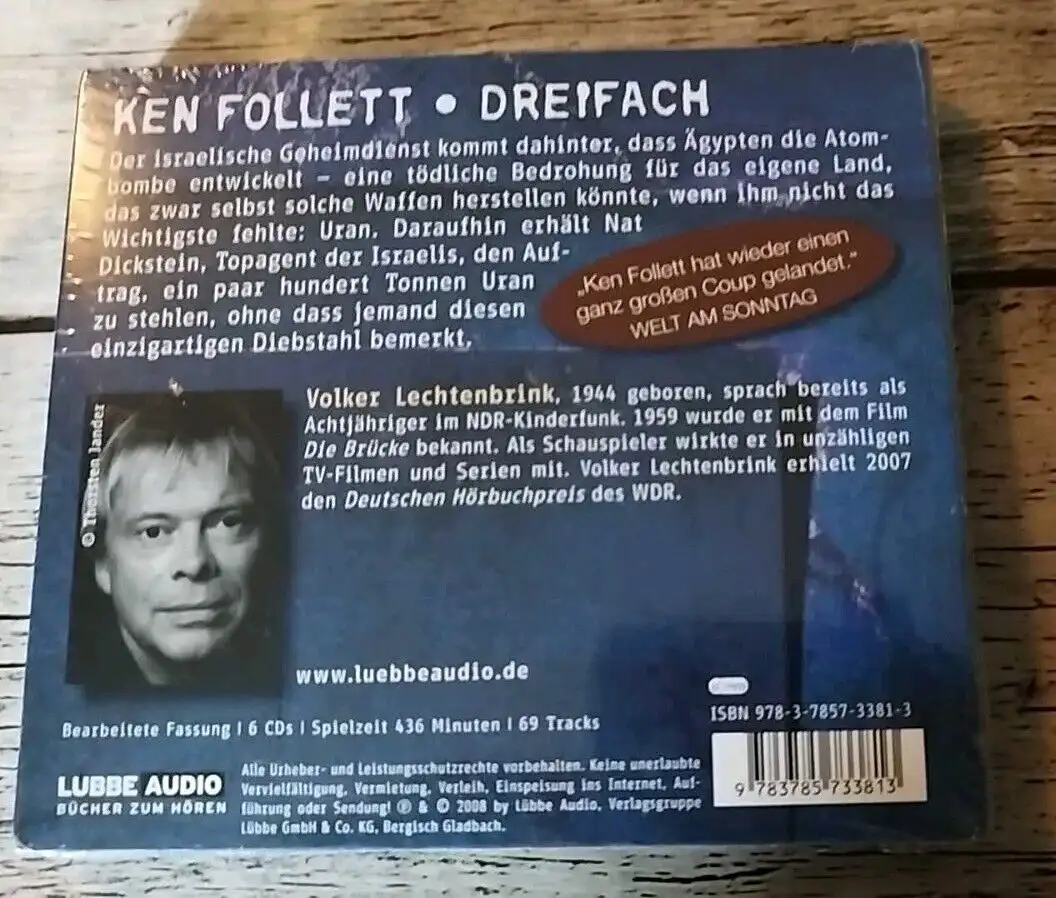 KEN FOLLETT • DREIFACH
Der israelische Geheimdienst kommt dahinter, dass Ägypten die Atom-
bombe entwickelt – eine tödliche Bedrohung für das eigene Land,
das zwar selbst solche Waffen herstellen könnte, wenn ihm nicht das
Wichtigste fehlte: Uran. Daraufhin erhält Nat
Dickstein, Topagent der Israelis, den Auf-
trag, ein paar hundert Tonnen Uran
zu stehlen, ohne dass jemand diesen
einzigartigen Diebstahl bemerkt.
„Ken Follett hat wieder einen
ganz großen Coup gelandet.“
WELT AM SONNTAG
© Thorsten Jander
Volker Lechtenbrink, 1944 geboren, sprach bereits als
Achtjähriger im NDR-Kinderfunk. 1959 wurde er mit dem Film
Die Brücke bekannt. Als Schauspieler wirkte er in unzähligen
TV-Filmen und Serien mit. Volker Lechtenbrink erhielt 2007
den Deutschen Hörbuchpreis des WDR.
www.luebbeaudio.de
Bearbeitete Fassung | 6 CDs | Spielzeit 436 Minuten | 69 Tracks
LÜBBE AUDIO
BÜCHER ZUM HÖREN
Alle Urheber- und Leistungsschutzrechte vorbehalten. Keine unerlaubte
Vervielfältigung, Vermietung, Verleih, Einspeisung ins Internet, Auf-
führung oder Sendung! ℗ & © 2008 by Lübbe Audio, Verlagsgruppe
Lübbe GmbH & Co. KG, Bergisch Gladbach.
ISBN 978-3-7857-3381-3
9 783785 733813